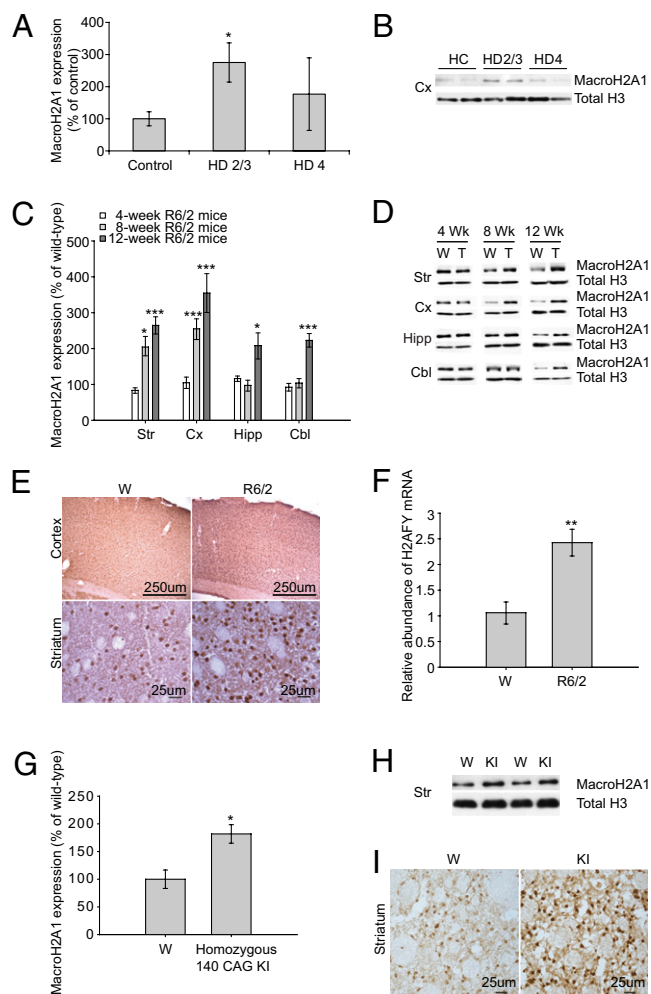 A
MacroH2A1 expression
(% of control)
400
300
200
100
0
*
Control
HD 2/3
HD 4
B
HC
HD2/3
HD4
Cx
MacroH2A1
Total H3
C
MacroH2A1 expression (% of wild-type)
4-week R6/2 mice
8-week R6/2 mice
12-week R6/2 mice
500
400
300
200
100
0
* ***
*** ***
*
***
Str
Cx
Hipp
Cbl
D
4 Wk
8 Wk
12 Wk
W T W T W T
Str
MacroH2A1
Total H3
Cx
MacroH2A1
Total H3
Hipp
MacroH2A1
Total H3
Cbl
MacroH2A1
Total H3
E
W
R6/2
Cortex
250um
250um
Striatum
25um
25um
F
Relative abundance of H2AFY mRNA
3
2.5
2
1.5
1
0.5
0
**
W
R6/2
G
MacroH2A1 expression (% of wild-type)
250
200
150
100
50
0
*
W
Homozygous
140 CAG KI
H
W KI W KI
Str
MacroH2A1
Total H3
I
W
KI
Striatum
25um
25um